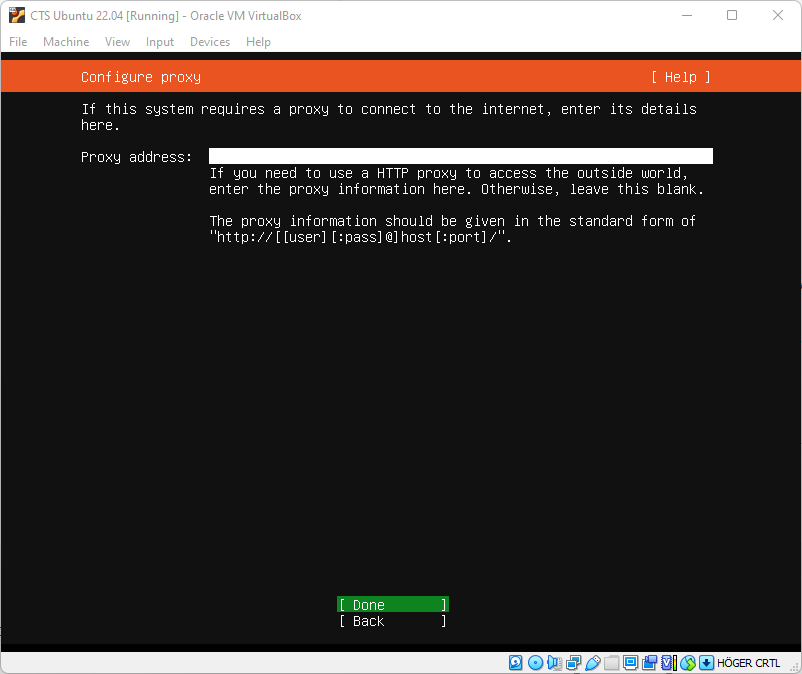 CTS Ubuntu 22.04 [Running] - Oracle VM VirtualBox
File Machine View Input Devices Help
Configure proxy [ Help ]
If this system requires a proxy to connect to the internet, enter its details
here.
Proxy address:
If you need to use a HTTP proxy to access the outside world,
enter the proxy information here. Otherwise, leave this blank.
The proxy information should be given in the standard form of
"http://[[user][:pass]@]host[:port]/".
[ Done ]
[ Back ]
HÖGER CRTL